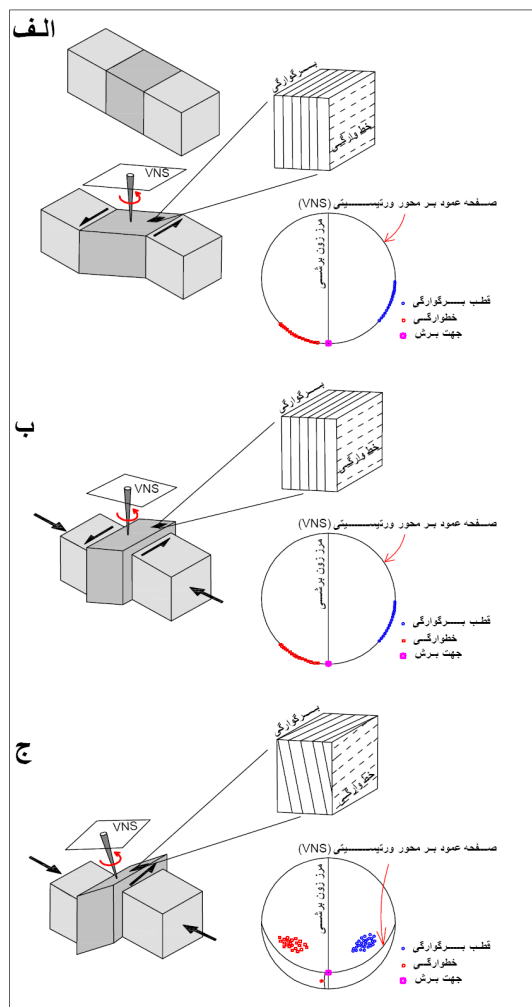 الف
برگوارگی
خطوارگی
VNS
صفحه عمود بر محور ورتیسیتی (VNS)
مرز زون برشی
قطب برگوارگی
خطوارگی
جهت برش
ب
برگوارگی
خطوارگی
VNS
صفحه عمود بر محور ورتیسیتی (VNS)
مرز زون برشی
قطب برگوارگی
خطوارگی
جهت برش
ج
برگوارگی
خطوارگی
VNS
صفحه عمود بر محور ورتیسیتی (VNS)
مرز زون برشی
قطب برگوارگی
خطوارگی
جهت برش